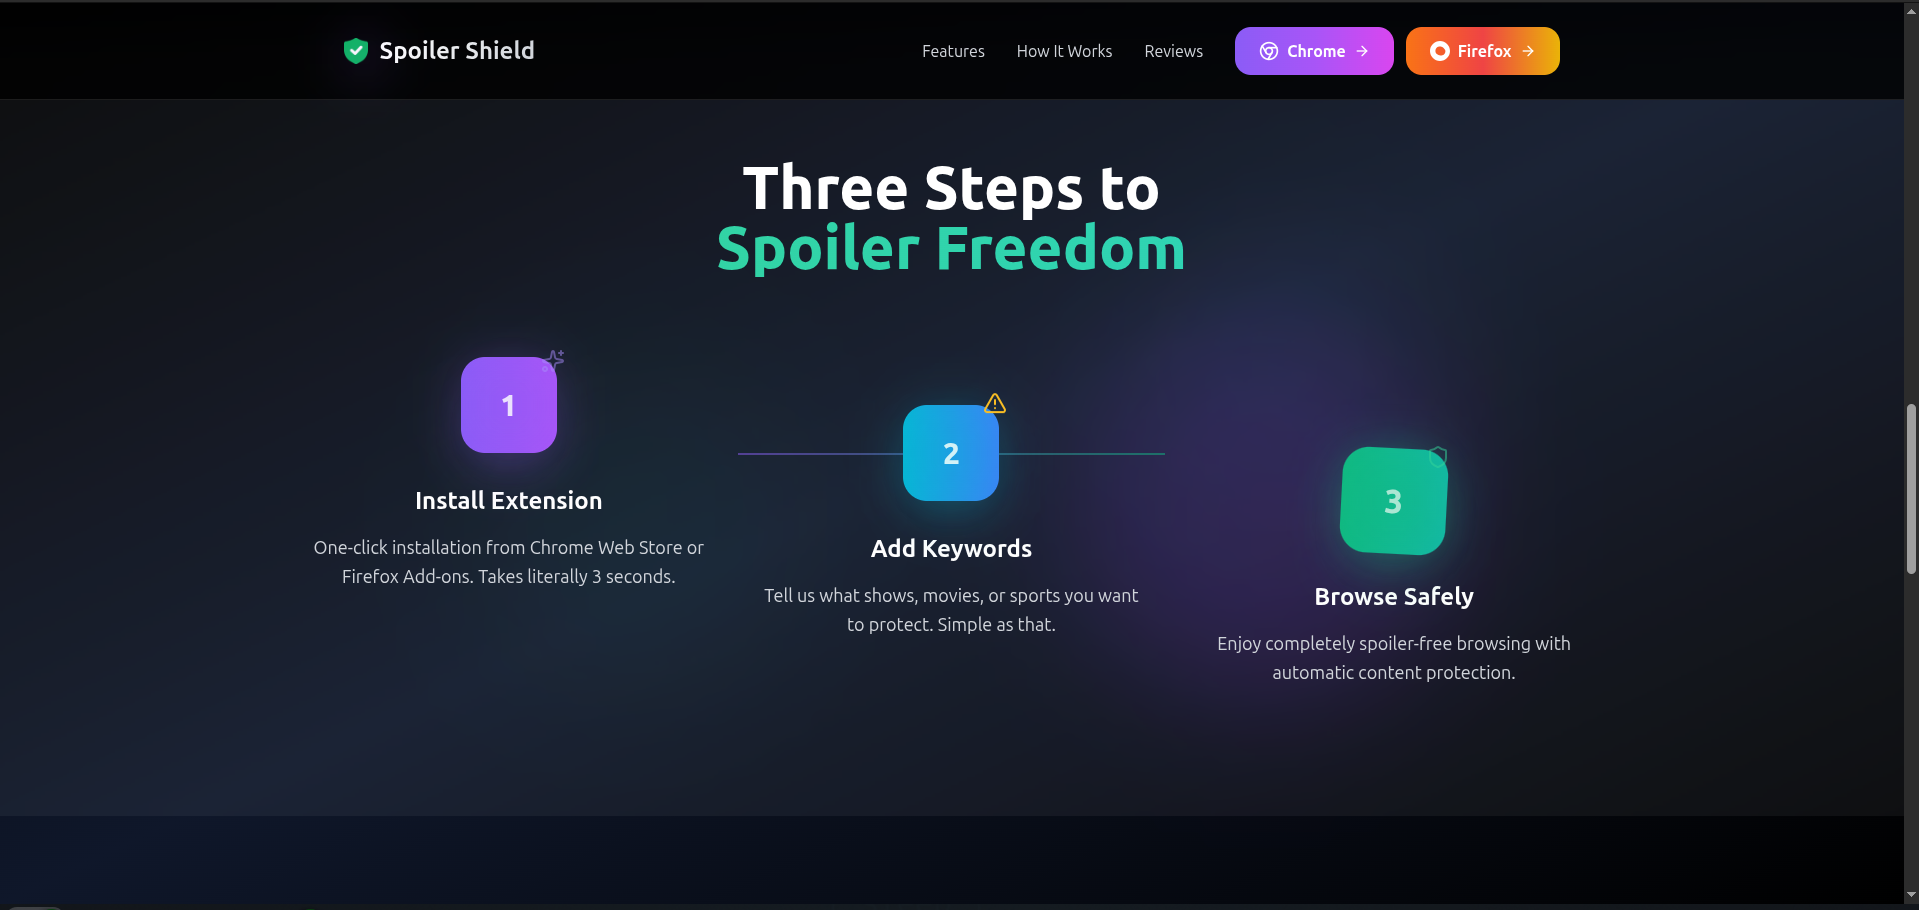 Spoiler Shield
Features
How It Works
Reviews
Chrome
Firefox
Three Steps to
Spoiler Freedom
1
Install Extension
One-click installation from Chrome Web Store or
Firefox Add-ons. Takes literally 3 seconds.
2
Add Keywords
Tell us what shows, movies, or sports you want
to protect. Simple as that.
3
Browse Safely
Enjoy completely spoiler-free browsing with
automatic content protection.